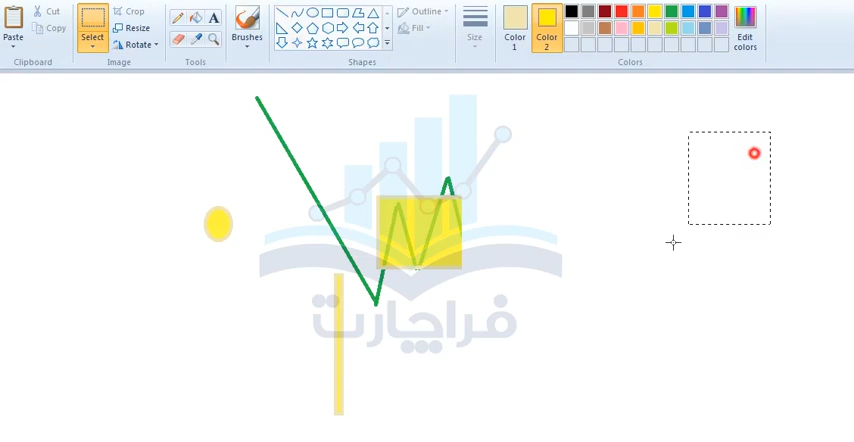 Paste
Cut
Copy
Clipboard
Select
Crop
Resize
Rotate
Image
A
Tools
Brushes
Shapes
Outline
Fill
Size
Color
1
Color
2
Edit
colors
Colors
فراچارت